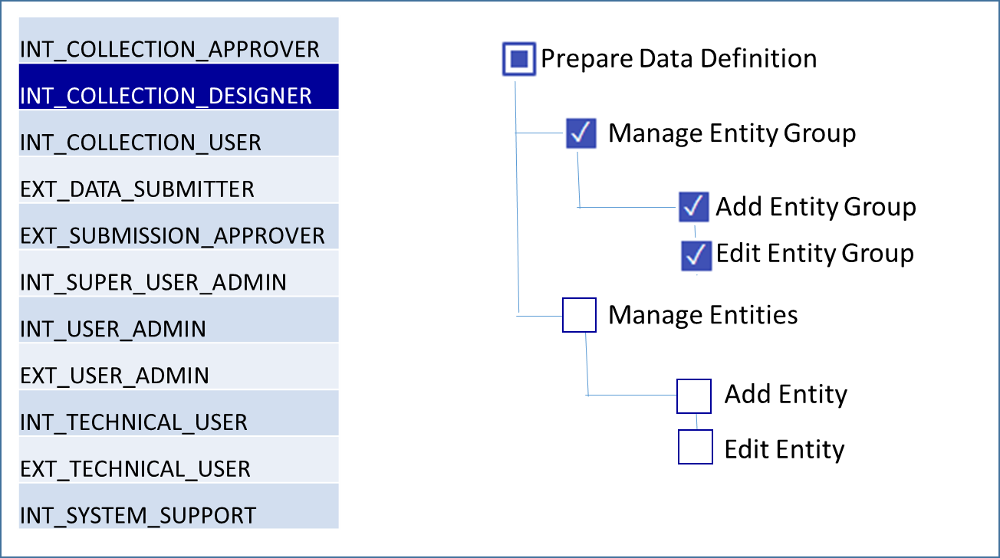 INT_COLLECTION_APPROVER
INT_COLLECTION_DESIGNER
INT_COLLECTION_USER
EXT_DATA_SUBMITTER
EXT_SUBMISSION_APPROVER
INT_SUPER_USER_ADMIN
INT_USER_ADMIN
EXT_USER_ADMIN
INT_TECHNICAL_USER
EXT_TECHNICAL_USER
INT_SYSTEM_SUPPORT
Prepare Data Definition
Manage Entity Group
Add Entity Group
Edit Entity Group
Manage Entities
Add Entity
Edit Entity